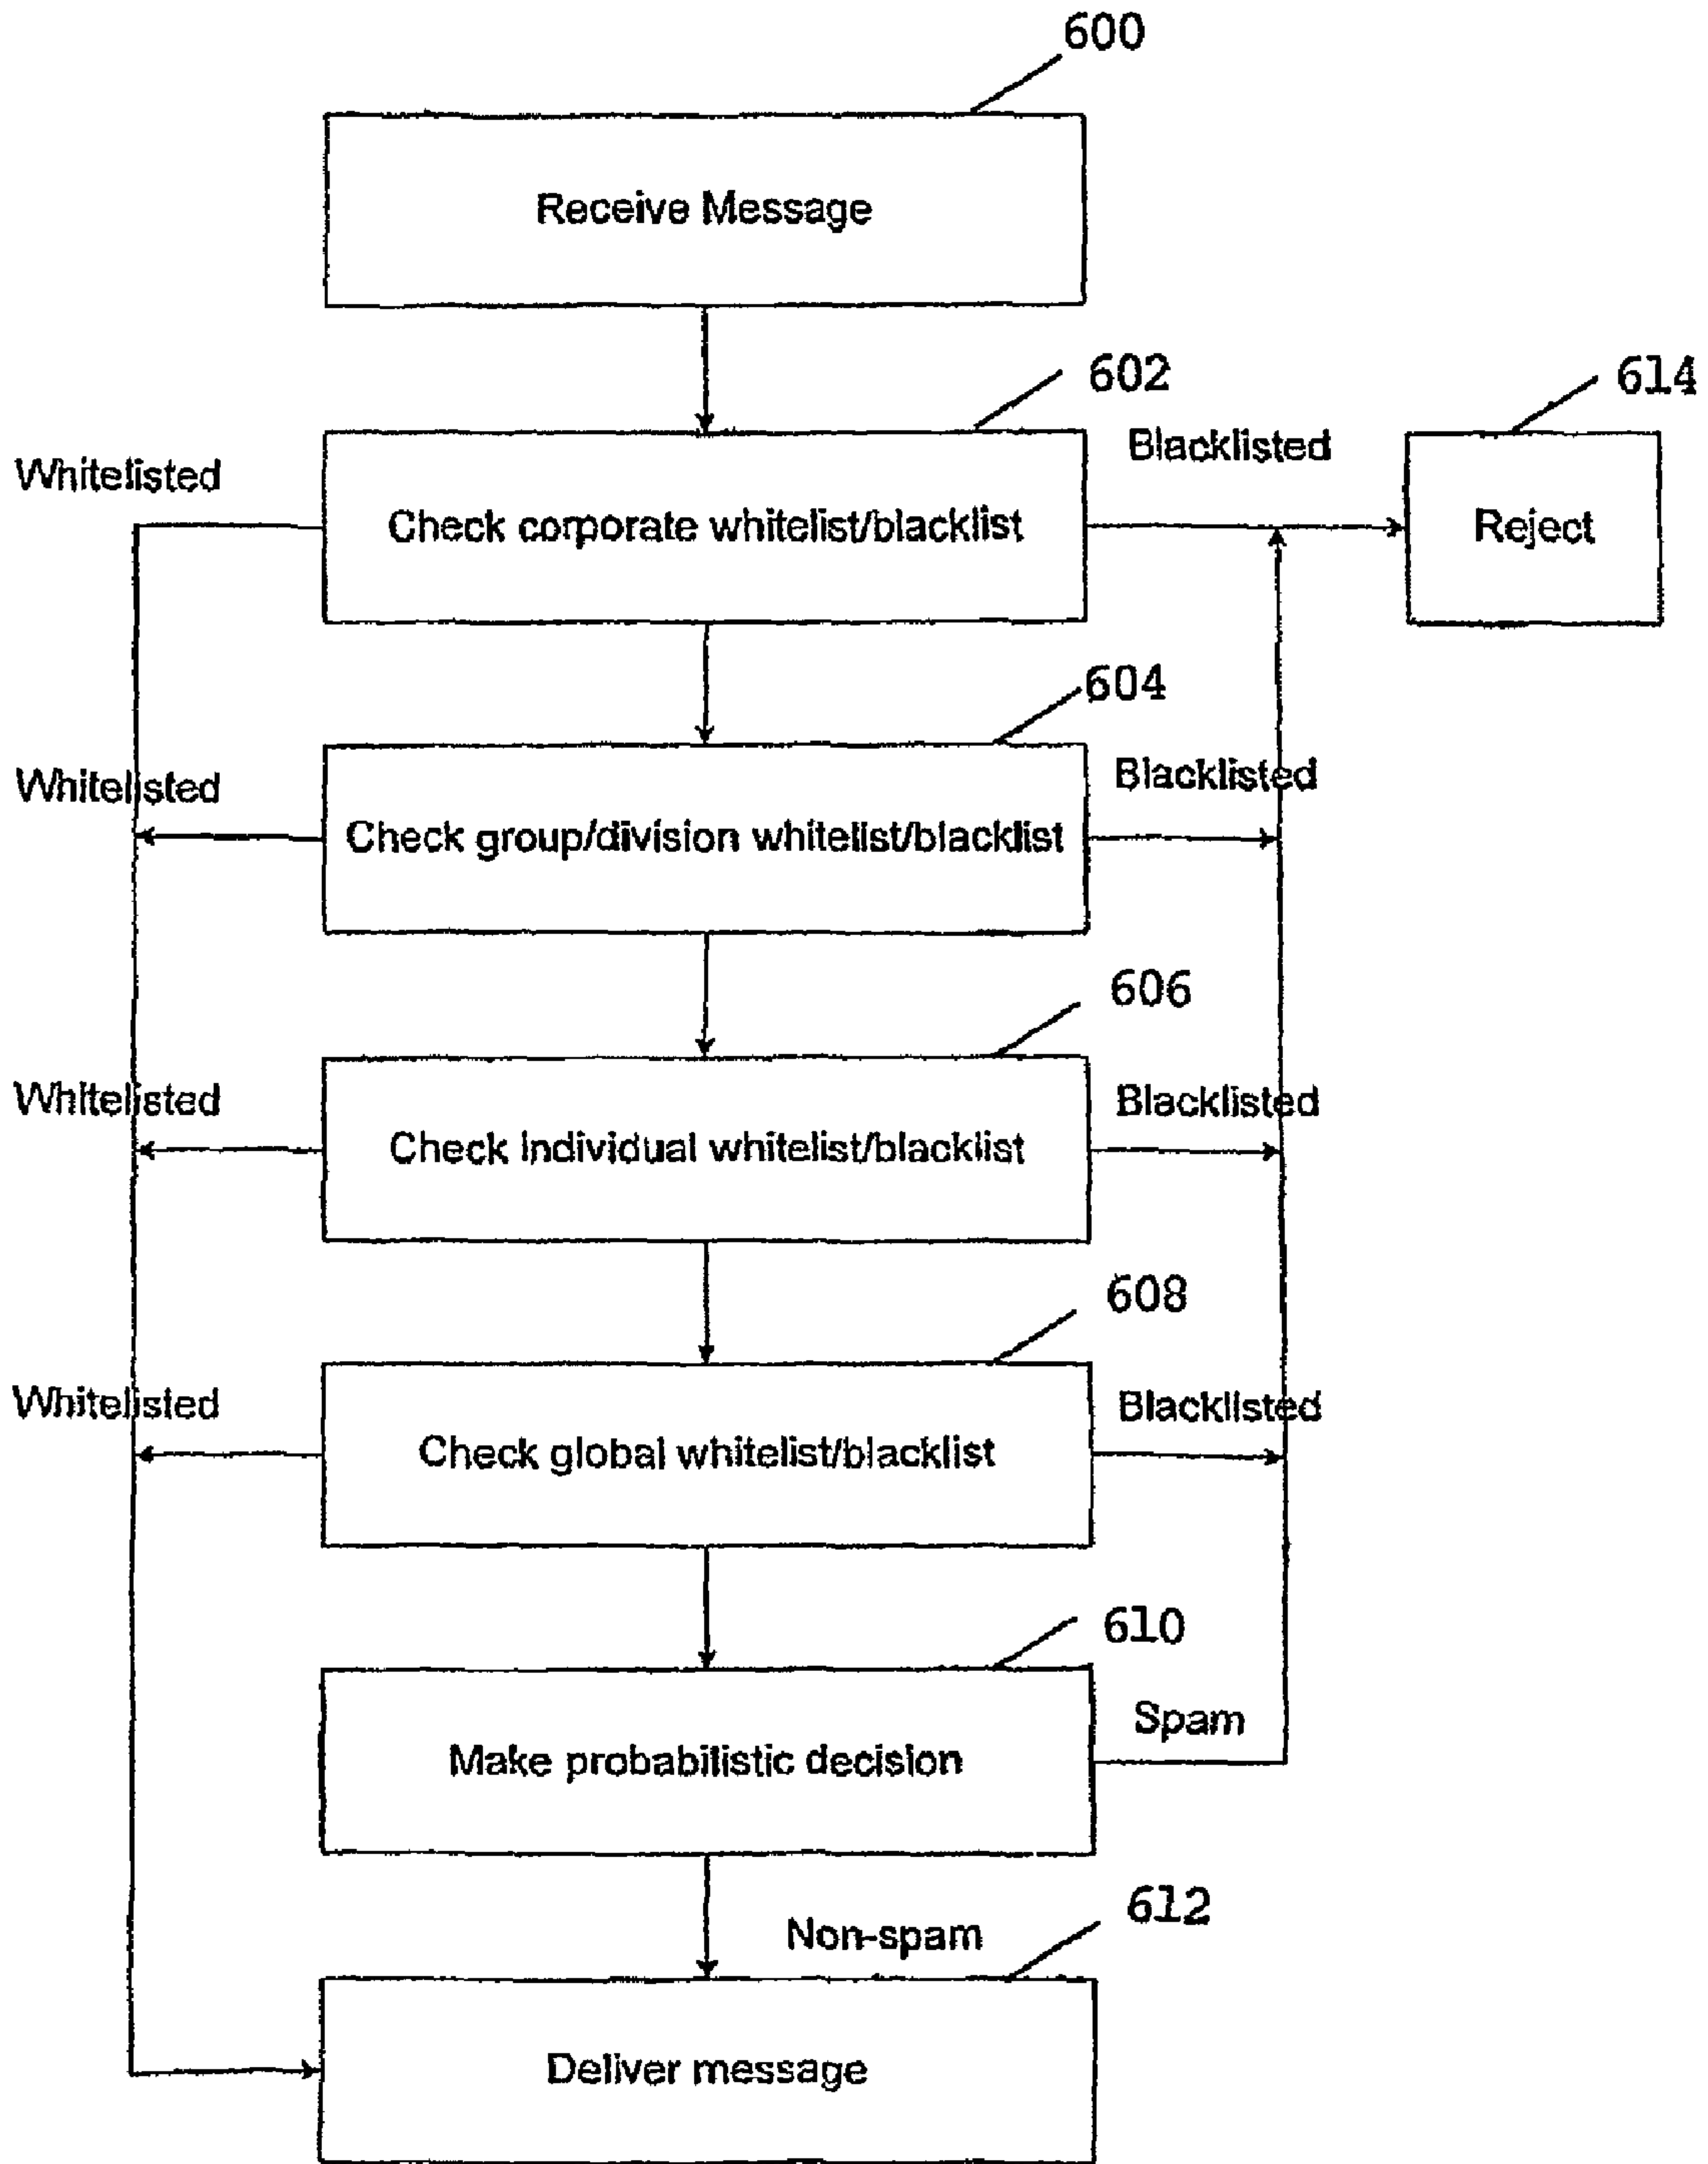 600
Receive Message
602
614
Whitelisted
Blacklisted
Check corporate whitelist/blacklist
Reject
604
Whitelisted
Blacklisted
Check group/division whitelist/blacklist
606
Whitelisted
Blacklisted
Check individual whitelist/blacklist
608
Whitelisted
Blacklisted
Check global whitelist/blacklist
610
Spam
Make probabilistic decision
612
Non-spam
Deliver message